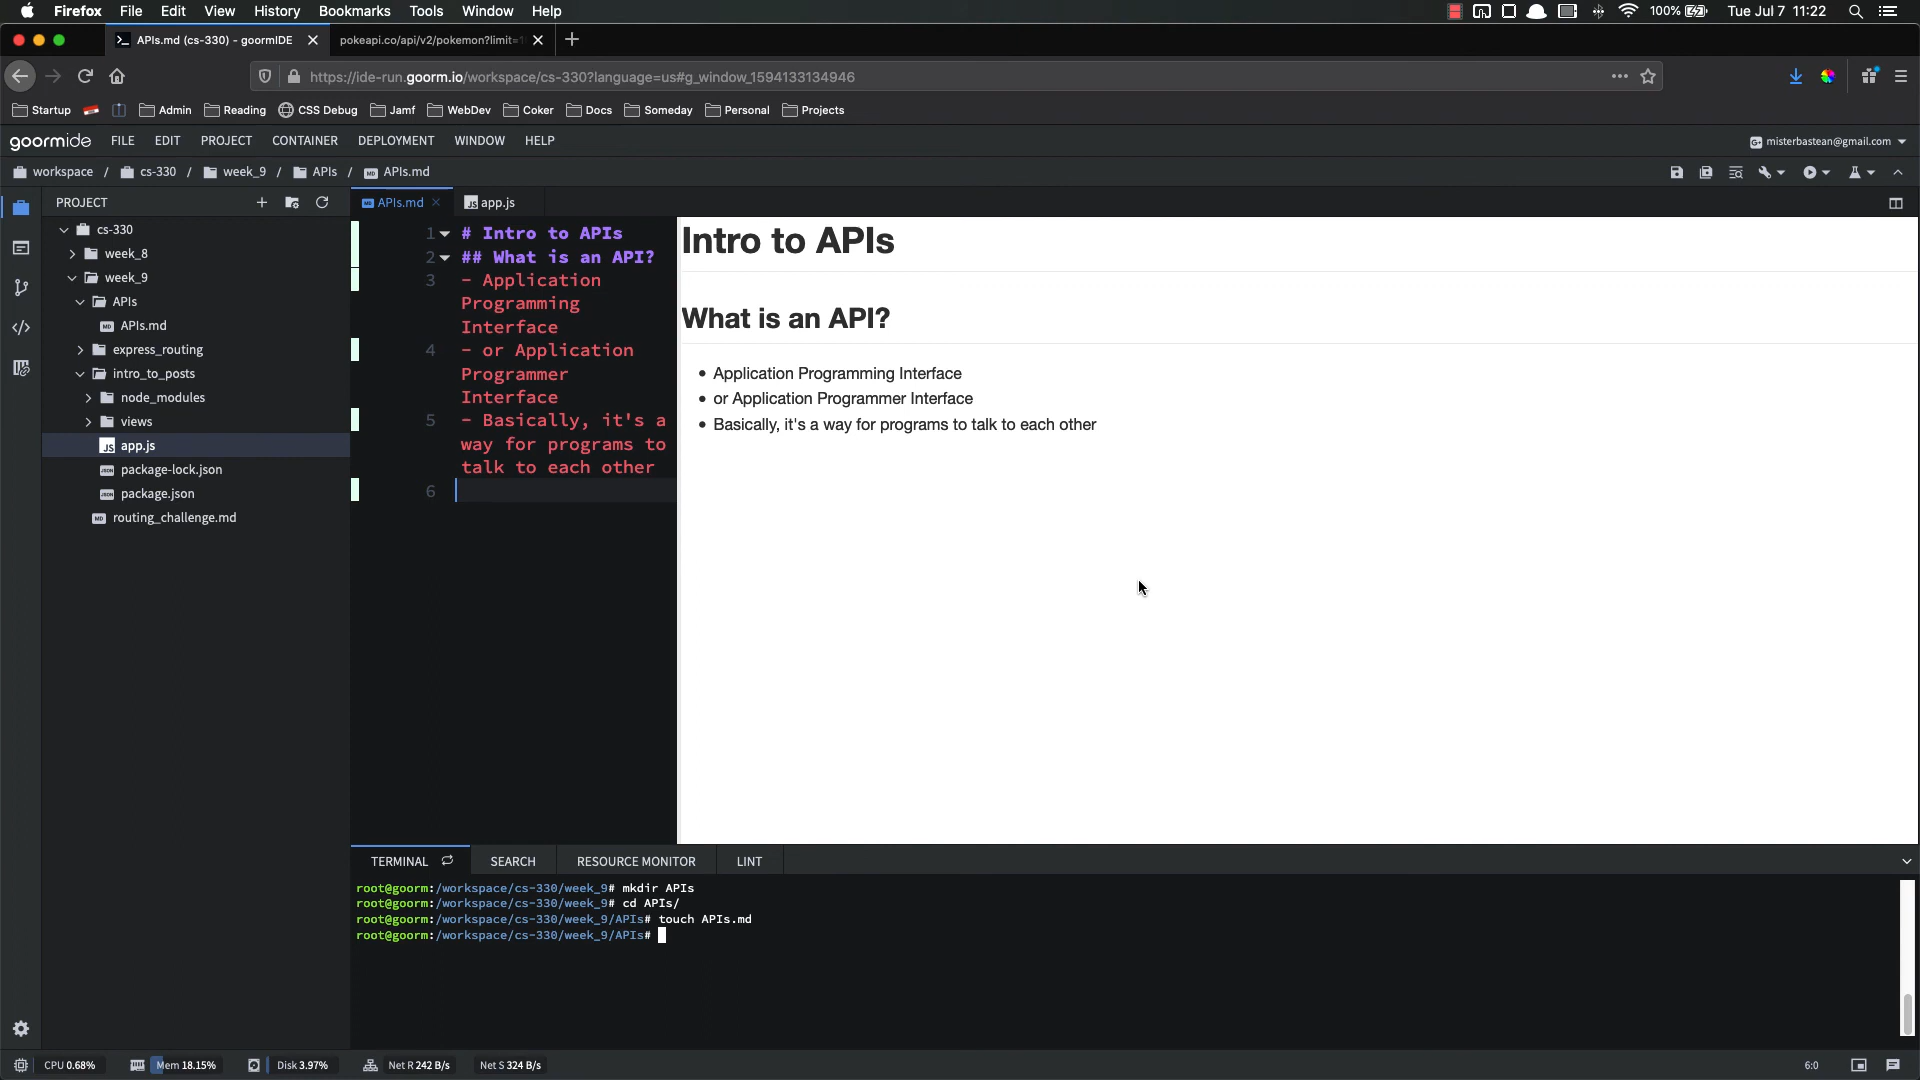 Firefox File Edit View History Bookmarks Tools Window Help 100% Tue Jul 7 11:22
APIs.md (cs-330) - goormIDE pokeapi.co/api/v2/pokemon?limit=1
https://ide-run.goorm.io/workspace/cs-330?language=us#g_window_1594133134946
Startup Admin Reading CSS Debug Jamf WebDev Coker Docs Someday Personal Projects
goormide FILE EDIT PROJECT CONTAINER DEPLOYMENT WINDOW HELP misterbastean@gmail.com
workspace / cs-330 / week_9 / APIs / APIs.md
PROJECT
cs-330
week_8
week_9
APIs
APIs.md
express_routing
intro_to_posts
node_modules
views
app.js
package-lock.json
package.json
routing_challenge.md
APIs.md app.js
1 # Intro to APIs
2 ## What is an API?
3 - Application
Programming
Interface
4 - or Application
Programmer
Interface
5 - Basically, it's a
way for programs to
talk to each other
6
Intro to APIs
What is an API?
• Application Programming Interface
• or Application Programmer Interface
• Basically, it's a way for programs to talk to each other
TERMINAL SEARCH RESOURCE MONITOR LINT
root@goorm:/workspace/cs-330/week_9# mkdir APIs
root@goorm:/workspace/cs-330/week_9# cd APIs/
root@goorm:/workspace/cs-330/week_9/APIs# touch APIs.md
root@goorm:/workspace/cs-330/week_9/APIs#
CPU 0.68% Mem 18.15% Disk 3.97% Net R 242 B/s Net S 324 B/s 6:0